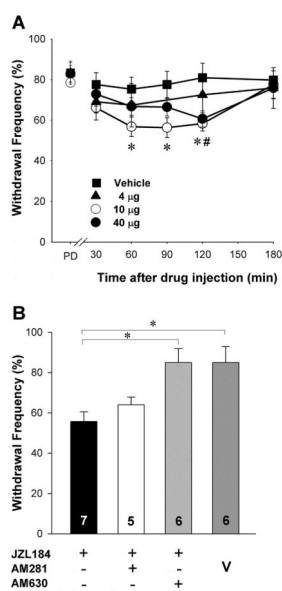 A
Withdrawal Frequency (%)
100
80
60
40
20
0
* * *#
Vehicle
4 µg
10 µg
40 µg
PD 30 60 90 120 180
Time after drug injection (min)
B
Withdrawal Frequency (%)
100
80
60
40
20
0
*
*
7 5 6 6
JZL184 + + +
AM281 - + - V
AM630 - - +